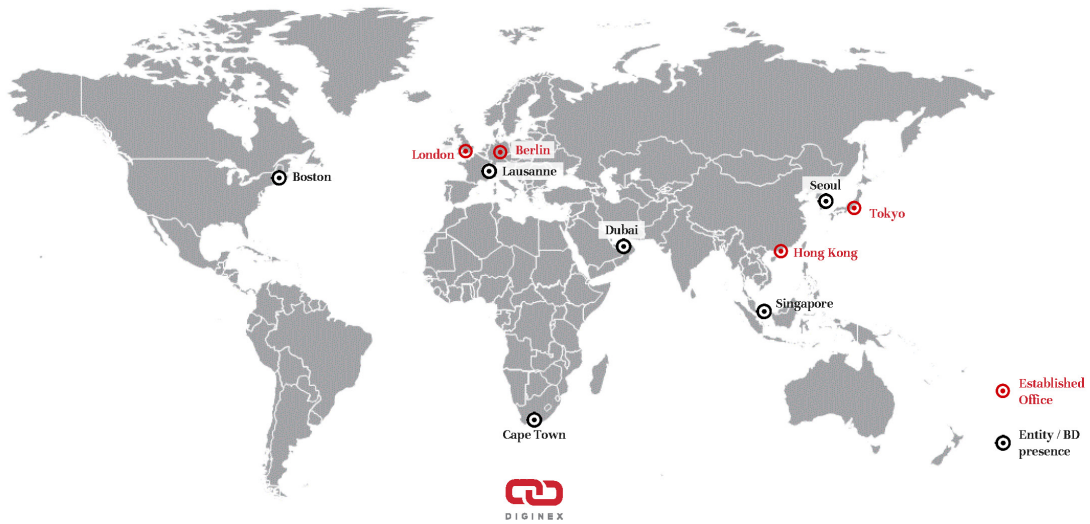 London
Berlin
Lausanne
Boston
Seoul
Tokyo
Dubai
Hong Kong
Singapore
Cape Town
Established
Office
Entity / BD
presence
DIGINEX